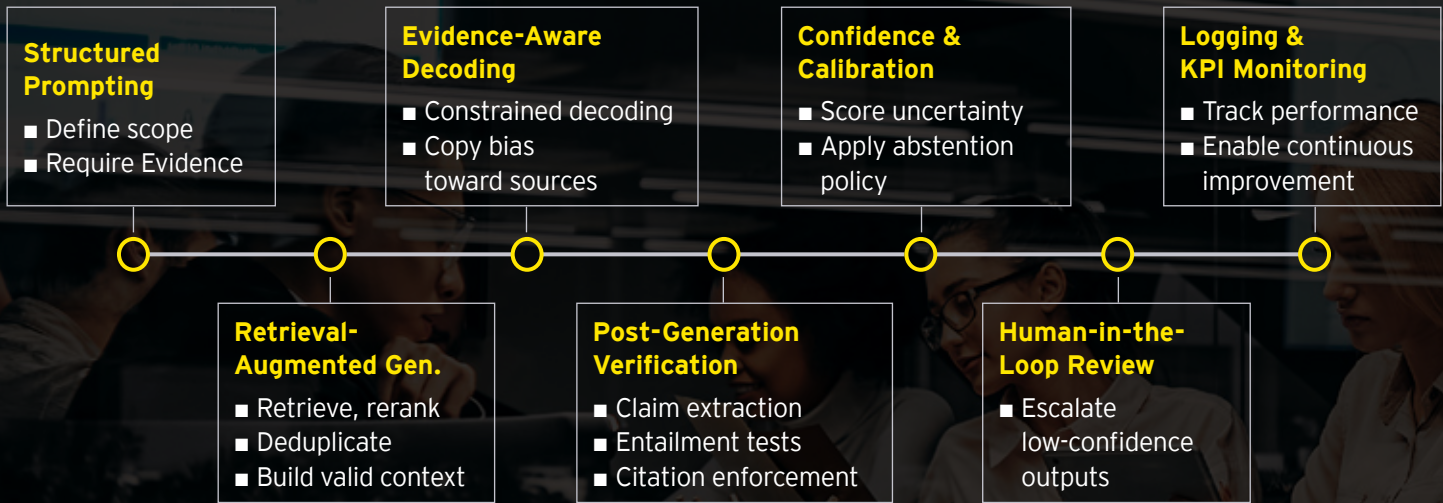 Structured
Prompting
■ Define scope
■ Require Evidence
Retrieval-
Augmented Gen.
■ Retrieve, rerank
■ Deduplicate
■ Build valid context
Evidence-Aware
Decoding
■ Constrained decoding
■ Copy bias
toward sources
Post-Generation
Verification
■ Claim extraction
■ Entailment tests
■ Citation enforcement
Confidence &
Calibration
■ Score uncertainty
■ Apply abstention
policy
Human-in-the-
Loop Review
■ Escalate
low-confidence
outputs
Logging &
KPI Monitoring
■ Track performance
■ Enable continuous
improvement